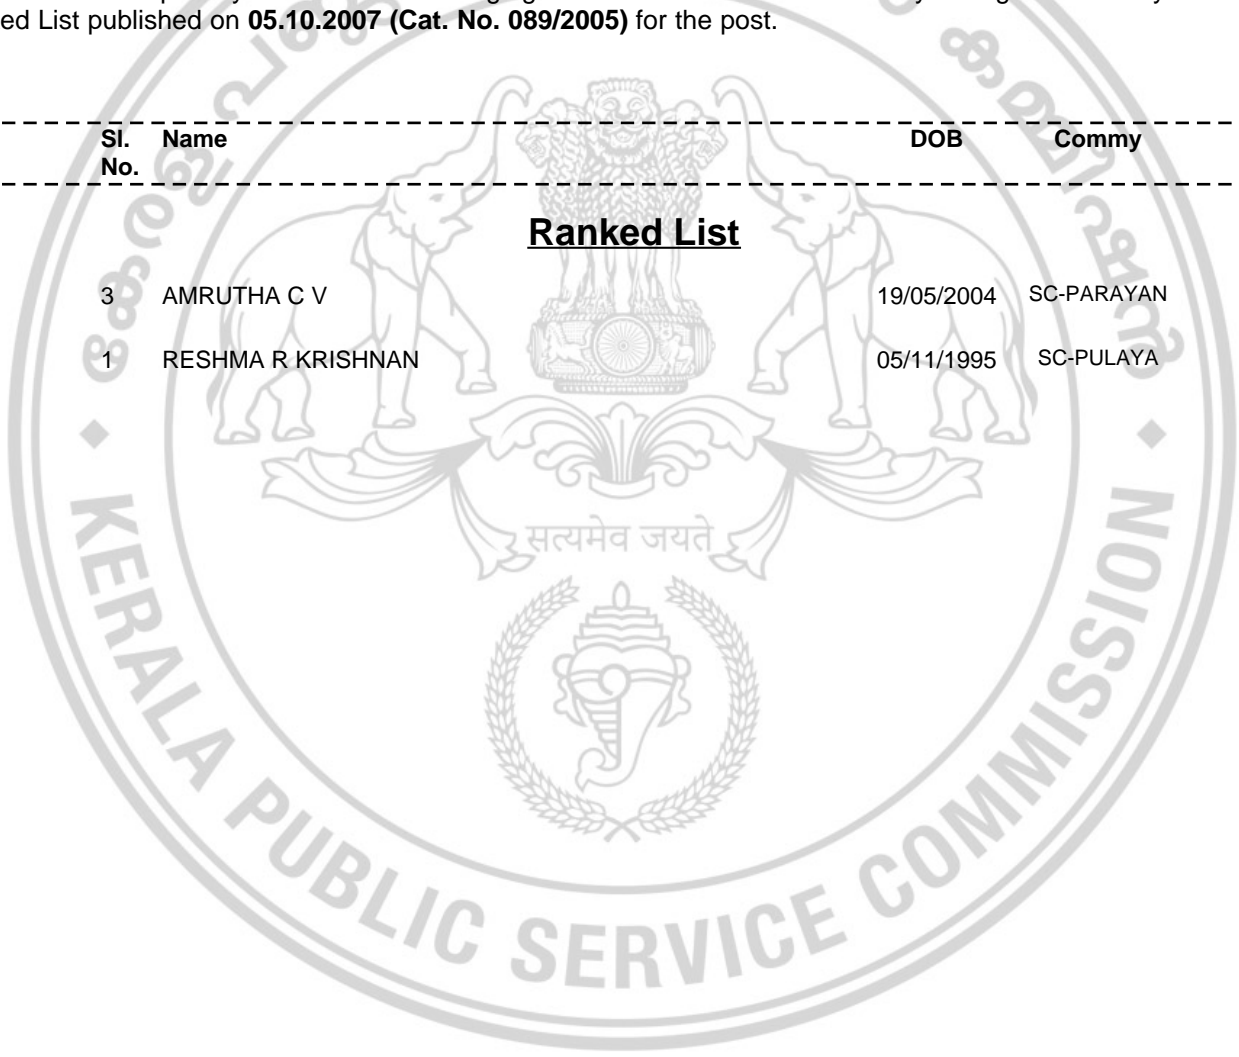 ed List published on 05.10.2007 (Cat. No. 089/2005) for the post.
Sl. Name DOB Commy
No.
Ranked List
3 AMRUTHA C V 19/05/2004 SC-PARAYAN
1 RESHMA R KRISHNAN 05/11/1995 SC-PULAYA
सत्यमेव जयते
KERALA PUBLIC SERVICE COMMISSION